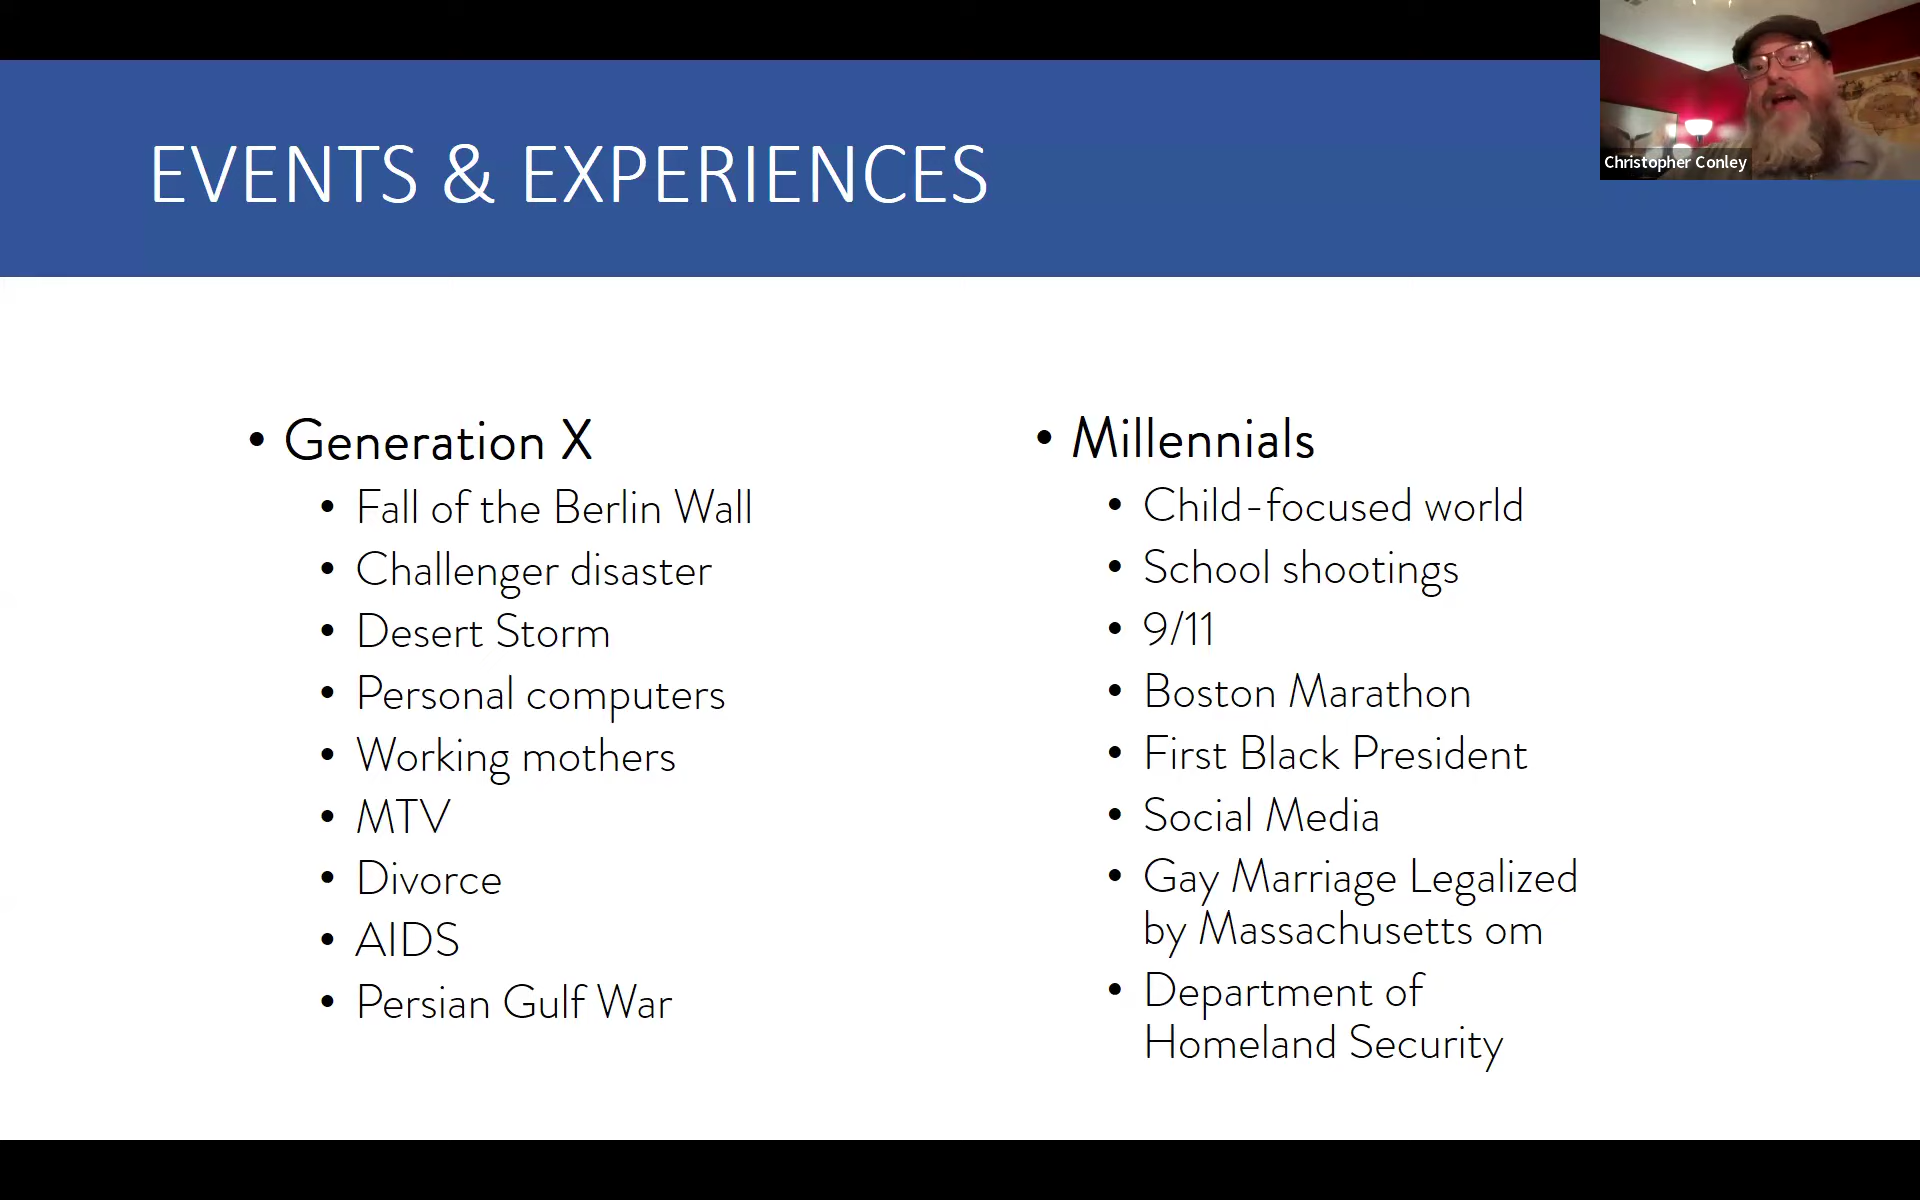 EVENTS & EXPERIENCES
Christopher Conley
• Generation X
• Fall of the Berlin Wall
• Challenger disaster
• Desert Storm
• Personal computers
• Working mothers
• MTV
• Divorce
• AIDS
• Persian Gulf War
• Millennials
• Child-focused world
• School shootings
• 9/11
• Boston Marathon
• First Black President
• Social Media
• Gay Marriage Legalized
by Massachusetts om
• Department of
Homeland Security